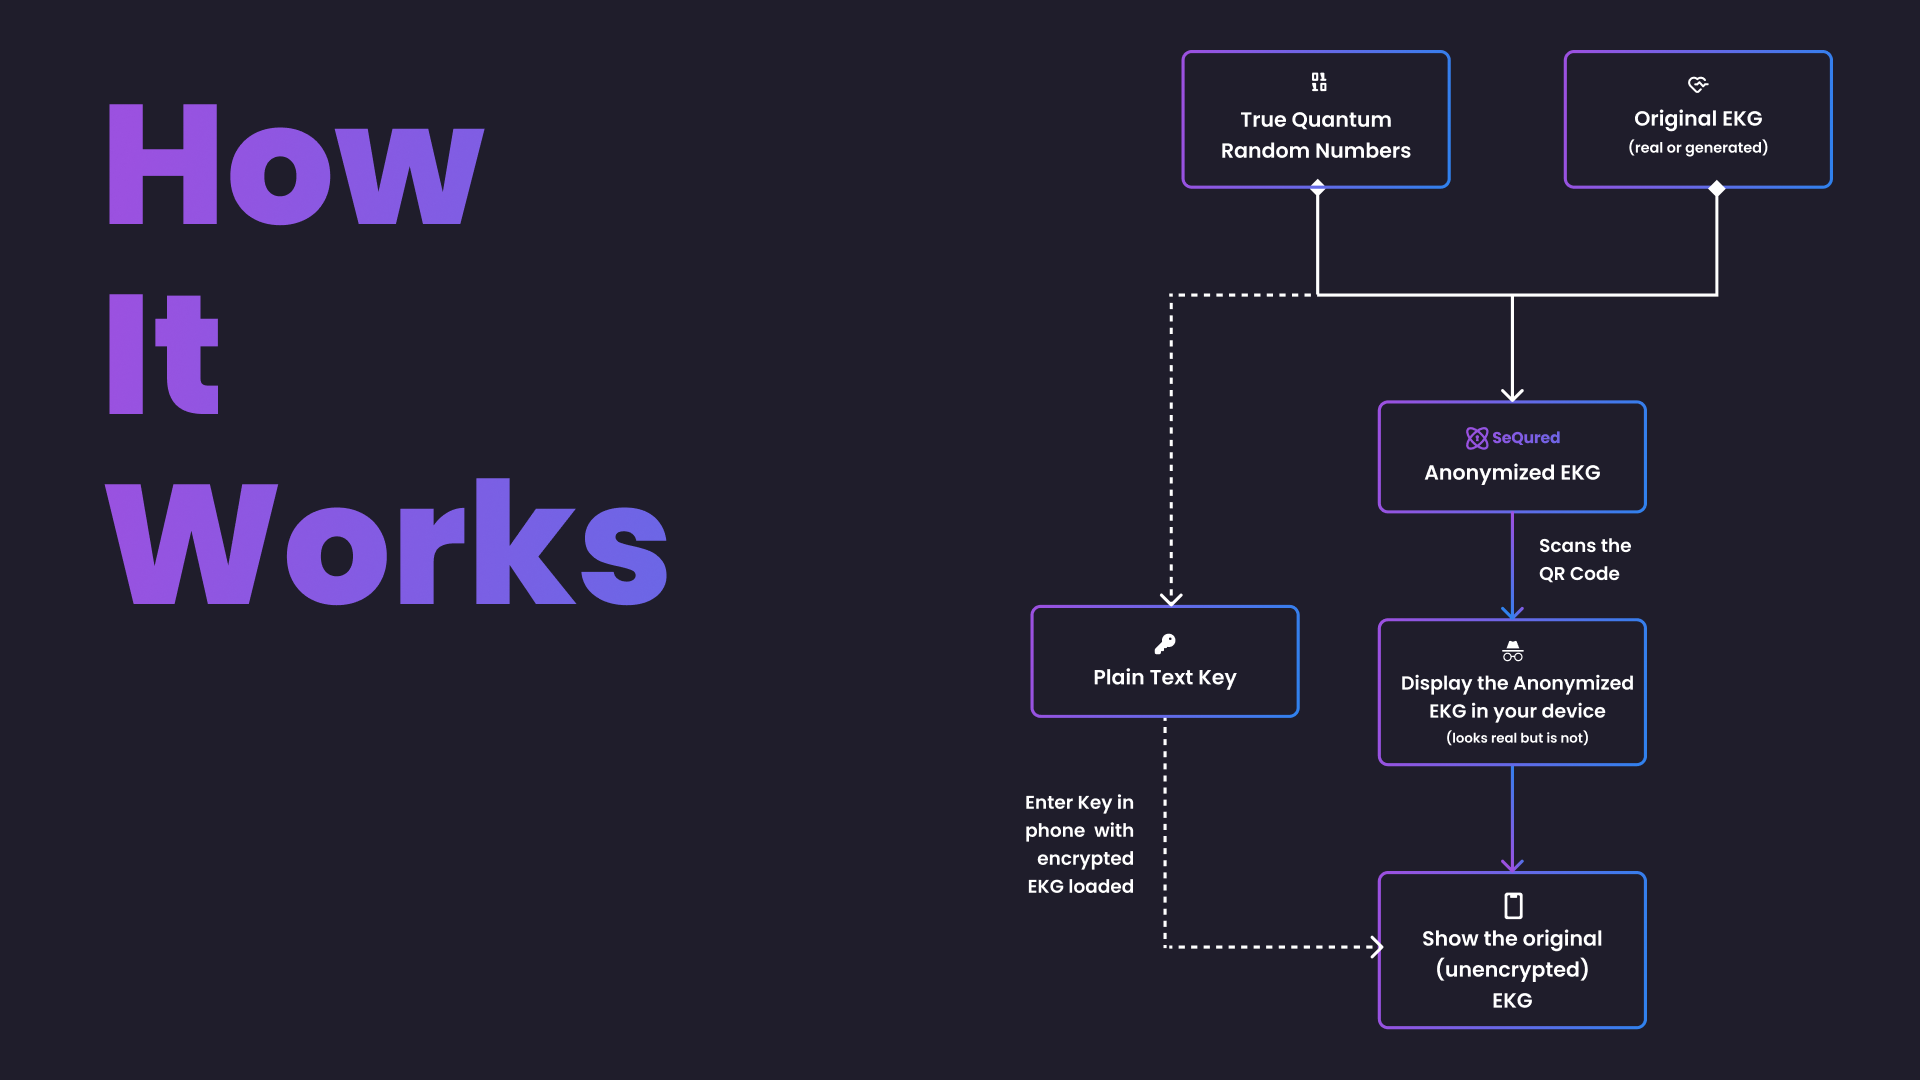 How
It
Works
01
10
True Quantum
Random Numbers
Original EKG
(real or generated)
SeQured
Anonymized EKG
Scans the
QR Code
Plain Text Key
Display the Anonymized
EKG in your device
(looks real but is not)
Enter Key in
phone with
encrypted
EKG loaded
Show the original
(unencrypted)
EKG